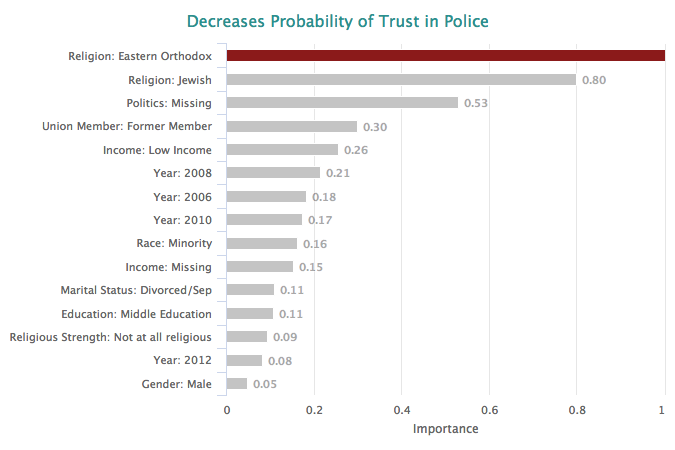 Decreases Probability of Trust in Police
Religion: Eastern Orthodox
Religion: Jewish 0.80
Politics: Missing 0.53
Union Member: Former Member 0.30
Income: Low Income 0.26
Year: 2008 0.21
Year: 2006 0.18
Year: 2010 0.17
Race: Minority 0.16
Income: Missing 0.15
Marital Status: Divorced/Sep 0.11
Education: Middle Education 0.11
Religious Strength: Not at all religious 0.09
Year: 2012 0.08
Gender: Male 0.05
0 0.2 0.4 0.6 0.8 1
Importance